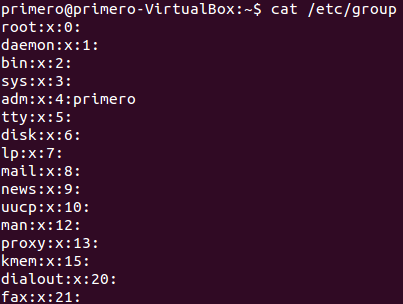 primero@primero-VirtualBox:~$ cat /etc/group
root:x:0:
daemon:x:1:
bin:x:2:
sys:x:3:
adm:x:4:primero
tty:x:5:
disk:x:6:
lp:x:7:
mail:x:8:
news:x:9:
uucp:x:10:
man:x:12:
proxy:x:13:
kmem:x:15:
dialout:x:20:
fax:x:21: